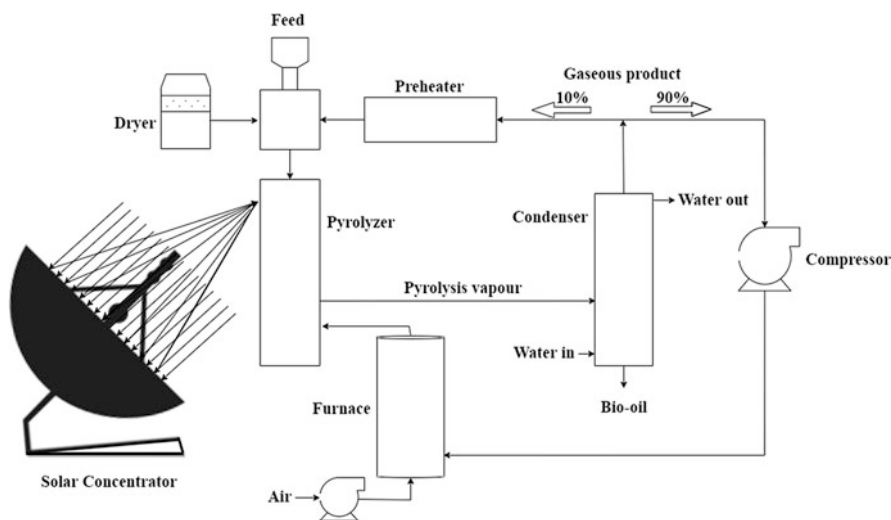 Feed
Gaseous product
Preheater
10%
90%
Dryer
Pyrolyzer
Condenser
Water out
Compressor
Pyrolysis vapour
Water in
Furnace
Bio-oil
Solar Concentrator
Air